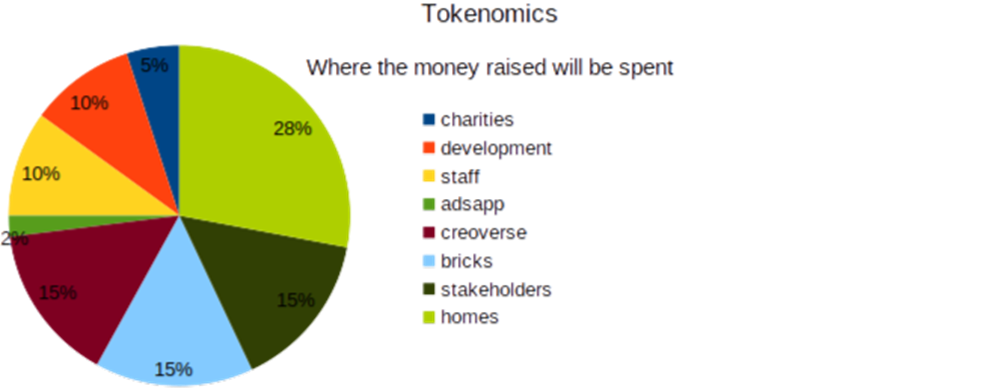 Tokenomics
Where the money raised will be spent
5%
10%
28%
10%
2%
15%
15%
15%
charities
development
staff
adsapp
creoverse
bricks
stakeholders
homes